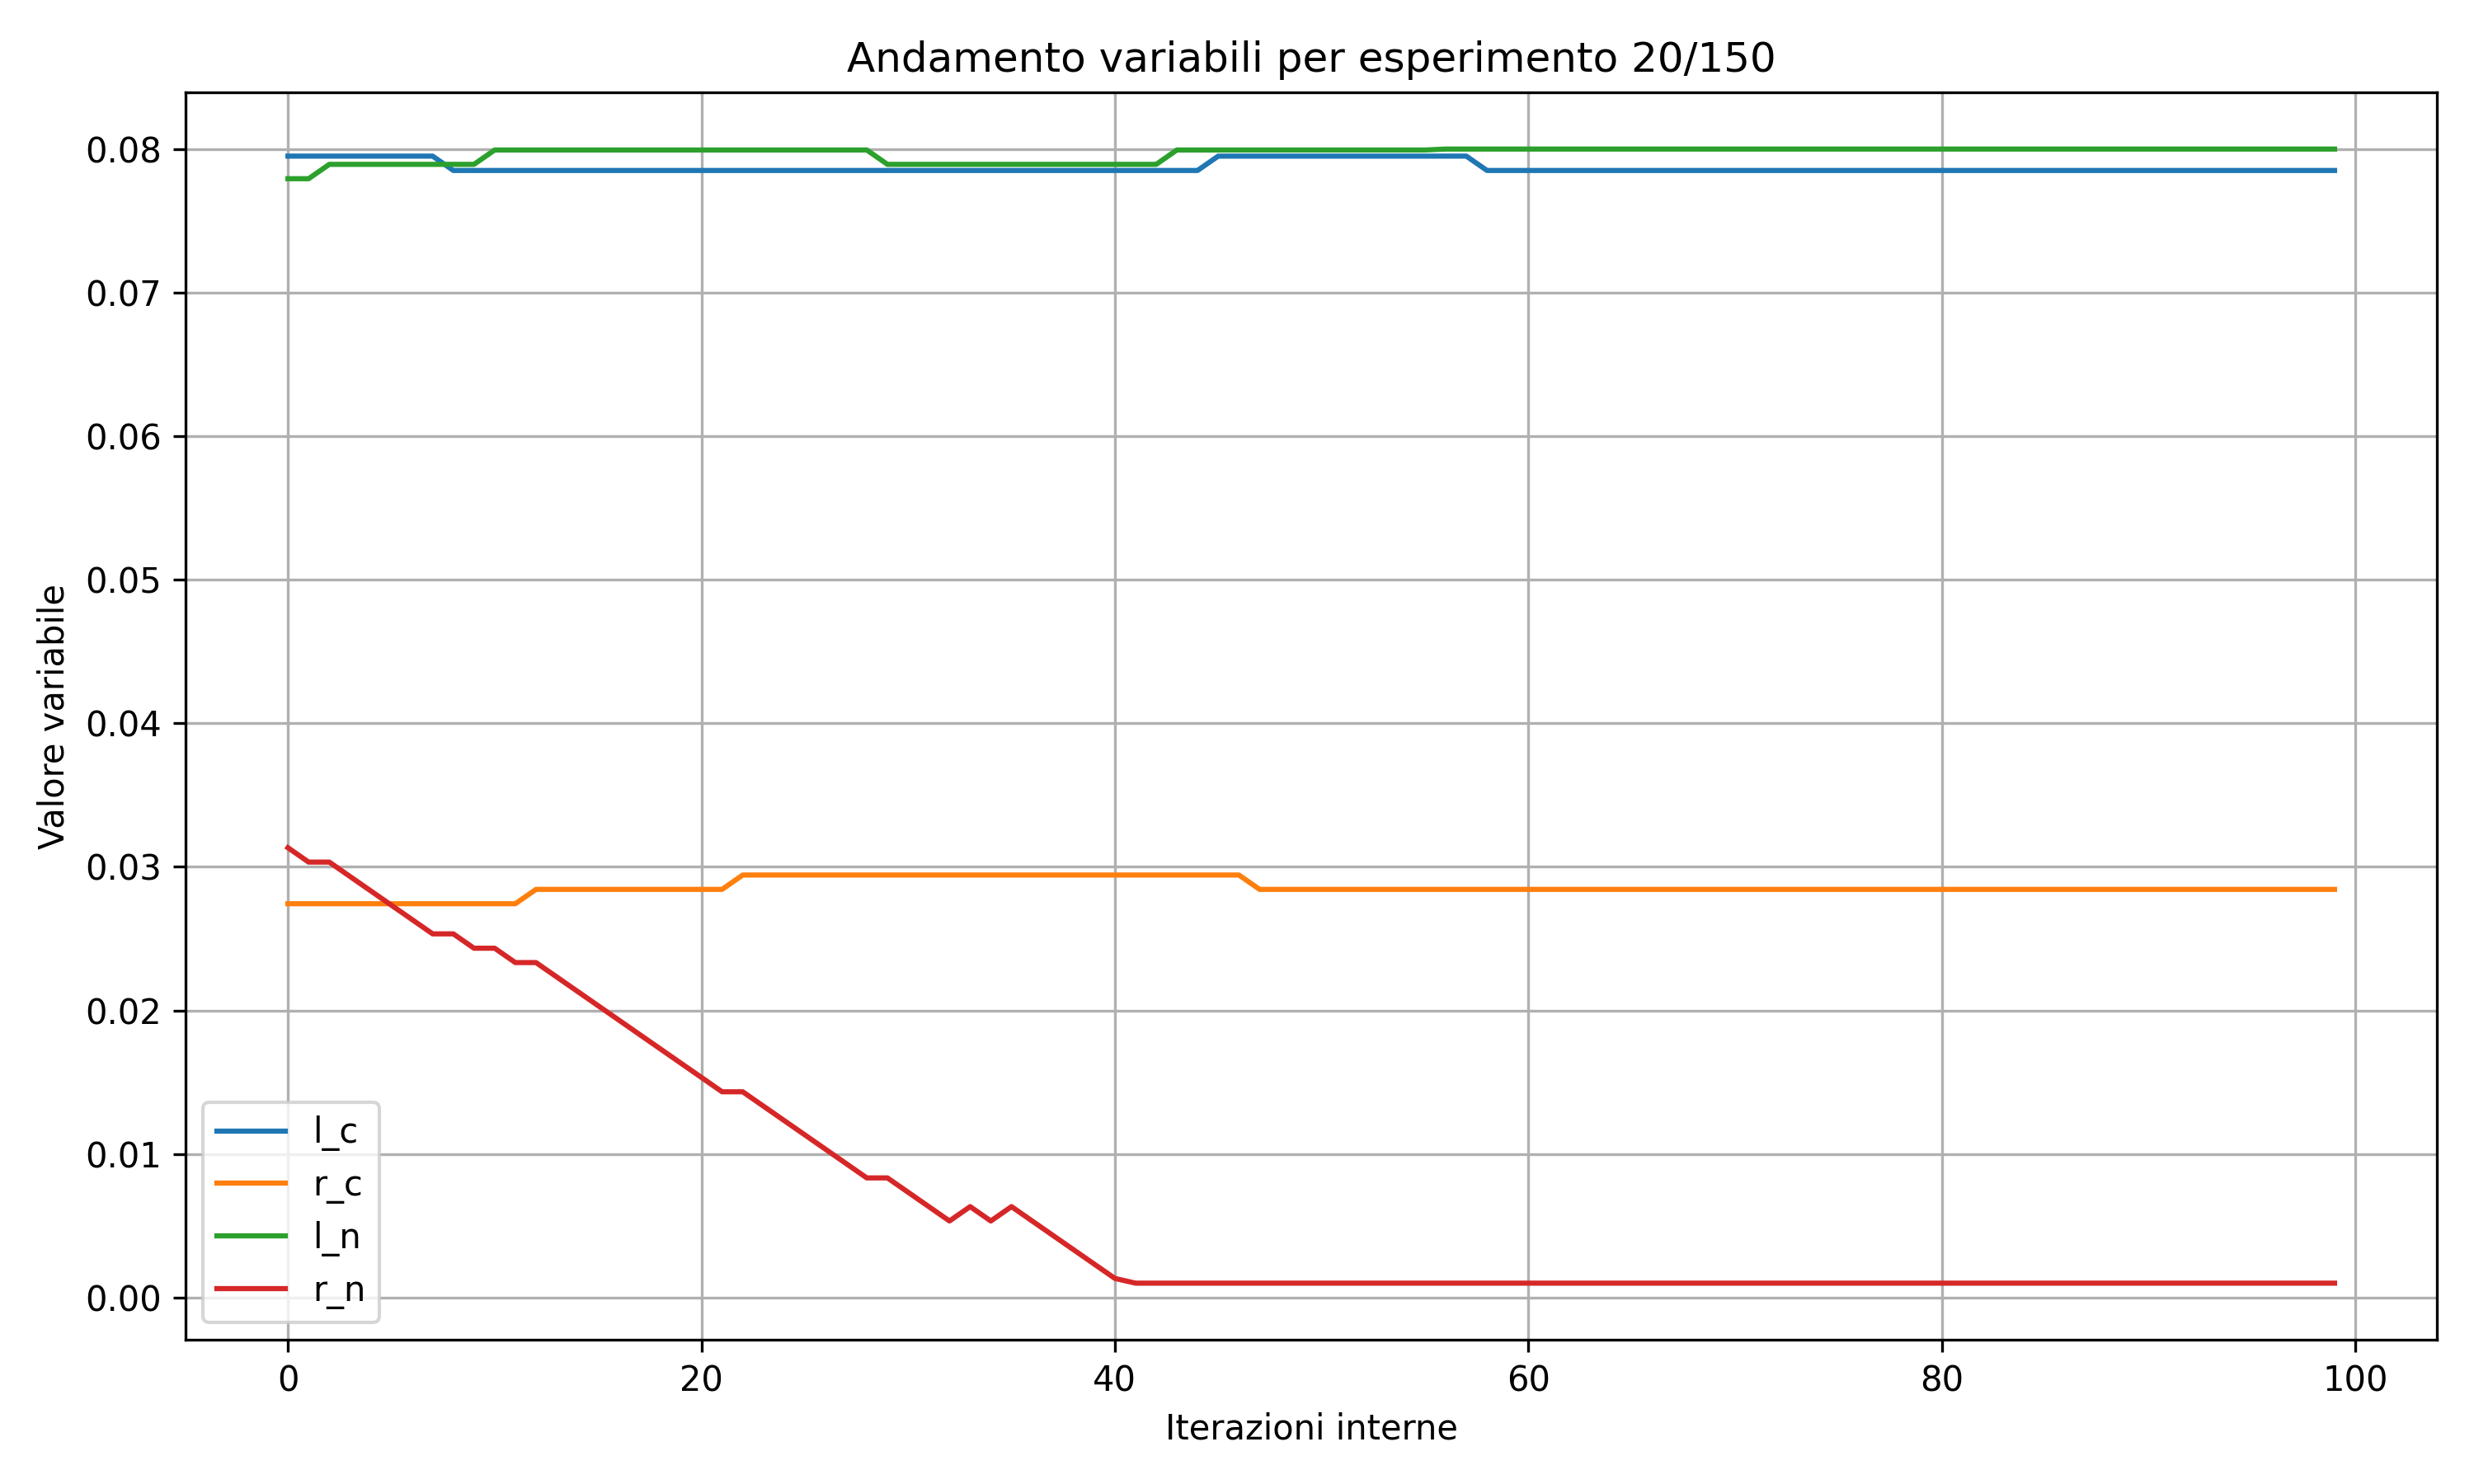 Andamento variabili per esperimento 20/150
Valore variabile
0.08
0.07
0.06
0.05
0.04
0.03
0.02
0.01
0.00
l_c
r_c
l_n
r_n
0 20 40 60 80 100
Iterazioni interne